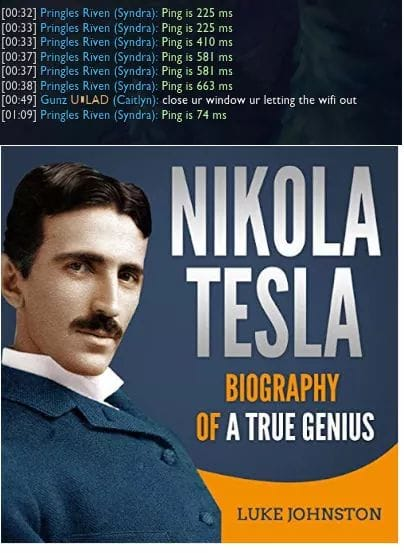 [00:32] Pringles Riven (Syndra): Ping is 225 ms
[00:33] Pringles Riven (Syndra): Ping is 225 ms
[00:33] Pringles Riven (Syndra): Ping is 410 ms
[00:37] Pringles Riven (Syndra): Ping is 581 ms
[00:37] Pringles Riven (Syndra): Ping is 581 ms
[00:38] Pringles Riven (Syndra): Ping is 663 ms
[00:49] Gunz LAD (Caitlyn): close ur window ur letting the wifi out
[01:09] Pringles Riven (Syndra): Ping is 74 ms
NIKOLA
TESLA
BIOGRAPHY
OF A TRUE GENIUS
LUKE JOHNSTON